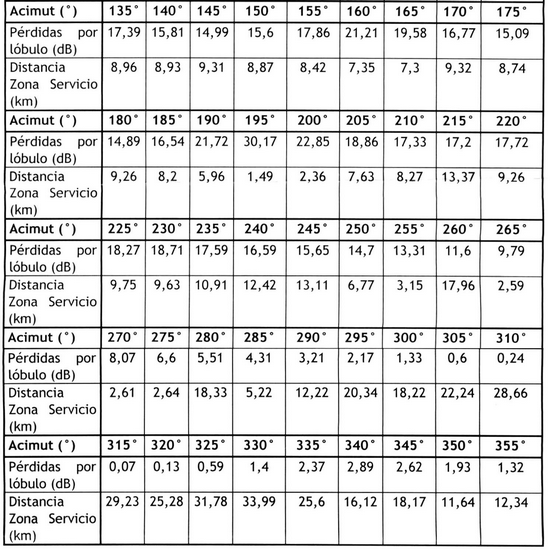 Acimut (°) 135° 140° 145° 150° 155° 160° 165° 170° 175°
Pérdidas por lóbulo (dB) 17,39 15,81 14,99 15,6 17,86 21,21 19,58 16,77 15,09
Distancia Zona Servicio (km) 8,96 8,93 9,31 8,87 8,42 7,35 7,3 9,32 8,74
Acimut (°) 180° 185° 190° 195° 200° 205° 210° 215° 220°
Pérdidas por lóbulo (dB) 14,89 16,54 21,72 30,17 22,85 18,86 17,33 17,2 17,72
Distancia Zona Servicio (km) 9,26 8,2 5,96 1,49 2,36 7,63 8,27 13,37 9,26
Acimut (°) 225° 230° 235° 240° 245° 250° 255° 260° 265°
Pérdidas por lóbulo (dB) 18,27 18,71 17,59 16,59 15,65 14,7 13,31 11,6 9,79
Distancia Zona Servicio (km) 9,75 9,63 10,91 12,42 13,11 6,77 3,15 17,96 2,59
Acimut (°) 270° 275° 280° 285° 290° 295° 300° 305° 310°
Pérdidas por lóbulo (dB) 8,07 6,6 5,51 4,31 3,21 2,17 1,33 0,6 0,24
Distancia Zona Servicio (km) 2,61 2,64 18,33 5,22 12,22 20,34 18,22 22,24 28,66
Acimut (°) 315° 320° 325° 330° 335° 340° 345° 350° 355°
Pérdidas por lóbulo (dB) 0,07 0,13 0,59 1,4 2,37 2,89 2,62 1,93 1,32
Distancia Zona Servicio (km) 29,23 25,28 31,78 33,99 25,6 16,12 18,17 11,64 12,34